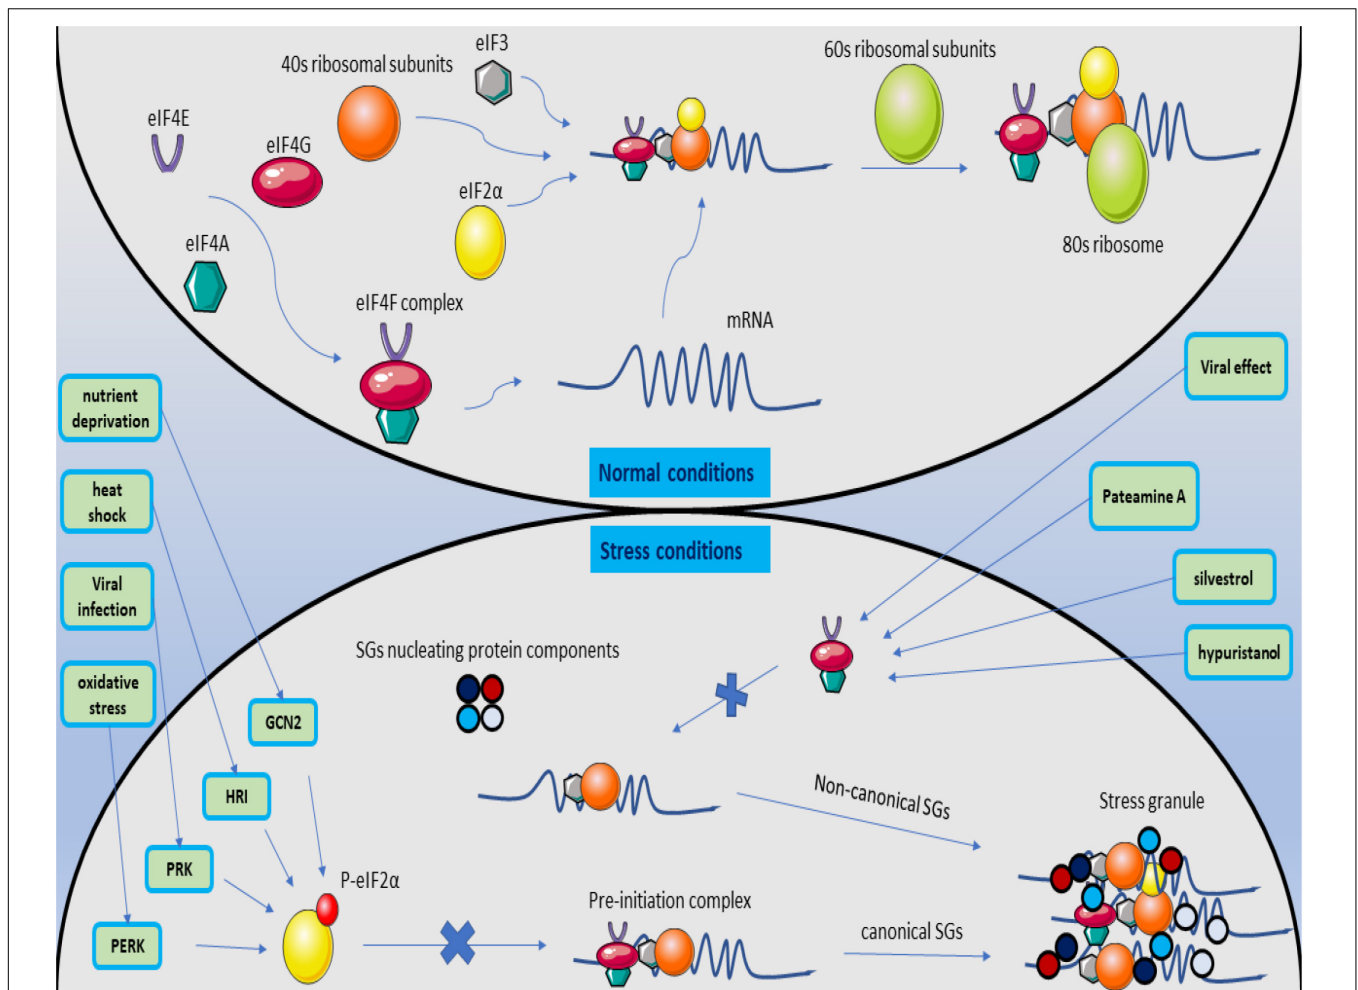 eIF3
60s ribosomal subunits
40s ribosomal subunits
eIF4E
eIF4G
eIF2α
eIF4A
80s ribosome
eIF4F complex
mRNA
Viral effect
nutrient
deprivation
Normal conditions
heat
shock
Pateamine A
Stress conditions
Viral
infection
silvestrol
SGs nucleating protein components
hypuristanol
oxidative
stress
GCN2
HRI
Non-canonical SGs
Stress granule
PRK
P-eIF2α
Pre-initiation complex
PERK
canonical SGs